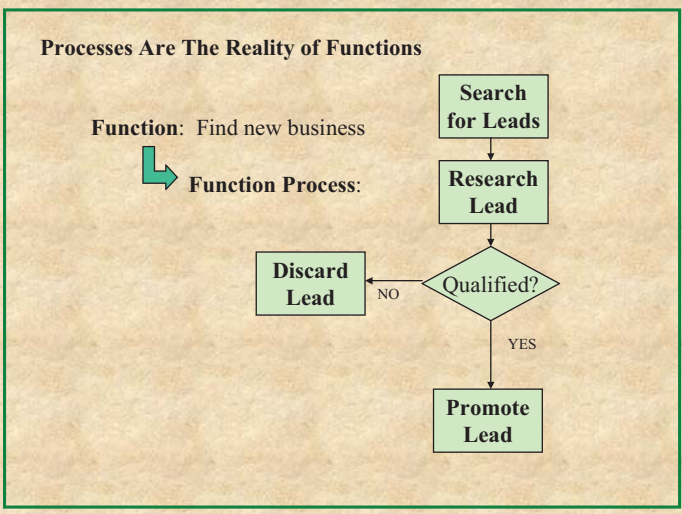 Processes Are The Reality of Functions
Search
for Leads
Function: Find new business
Function Process:
Research
Lead
Qualified?
NO
Discard
Lead
YES
Promote
Lead